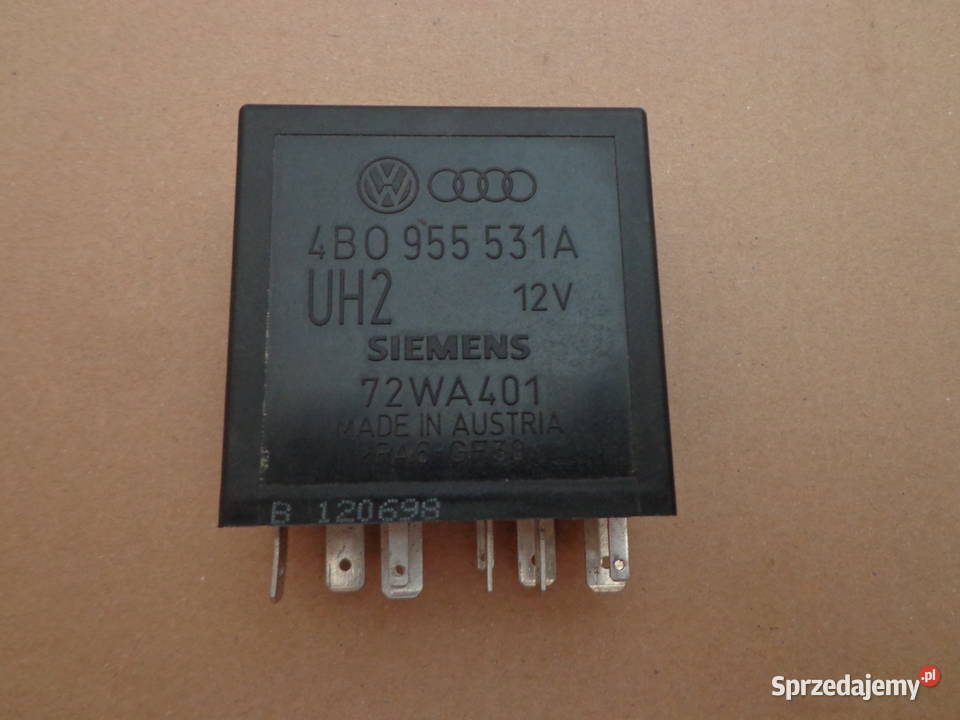 4B0 955 531A
UH2 12V
SIEMENS
72WA401
MADE IN AUSTRIA
B 120698
Sprzedajemy.pl